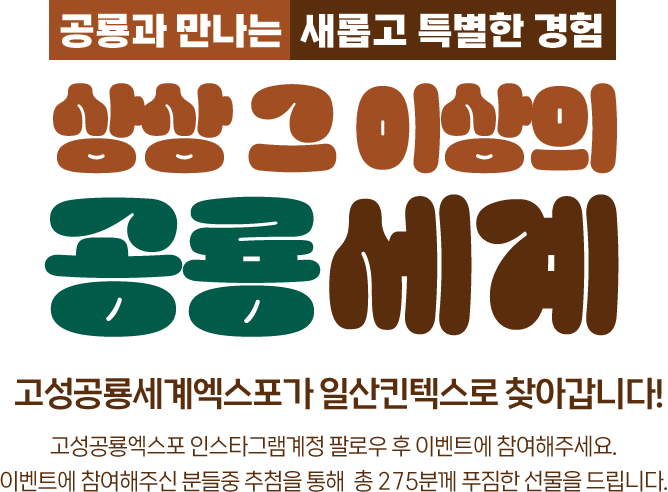 공룡과 만나는 새롭고 특별한 경험
상상 그 이상의
공룡세계
고성공룡세계엑스포가 일산킨텍스로 찾아갑니다!
고성공룡엑스포 인스타그램계정 팔로우 후 이벤트에 참여해주세요.
이벤트에 참여해주신 분들중 추첨을 통해 총 275분께 푸짐한 선물을 드립니다.